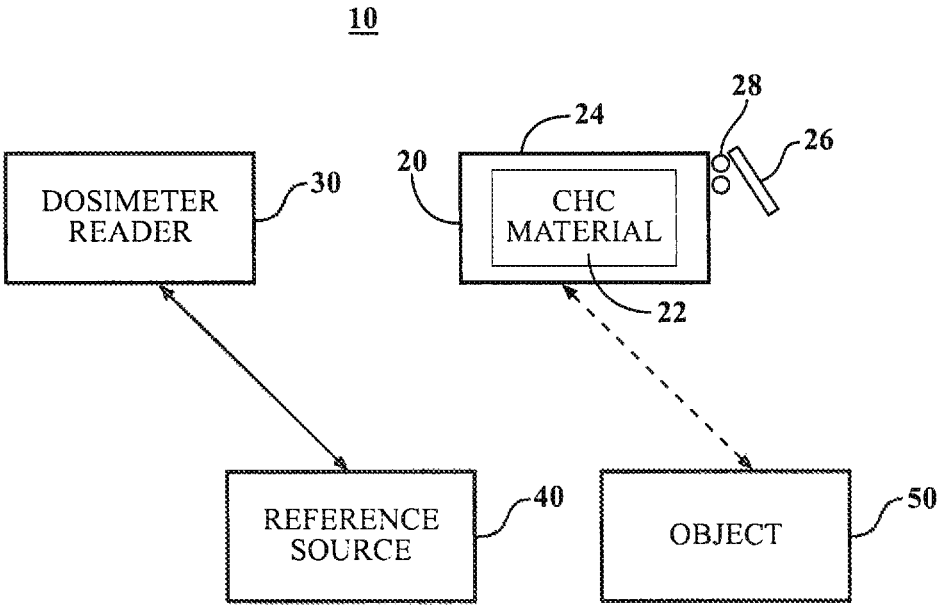 10
28
24
26
20
DOSIMETER
READER
30
CHC
MATERIAL
22
REFERENCE
SOURCE
40
OBJECT
50